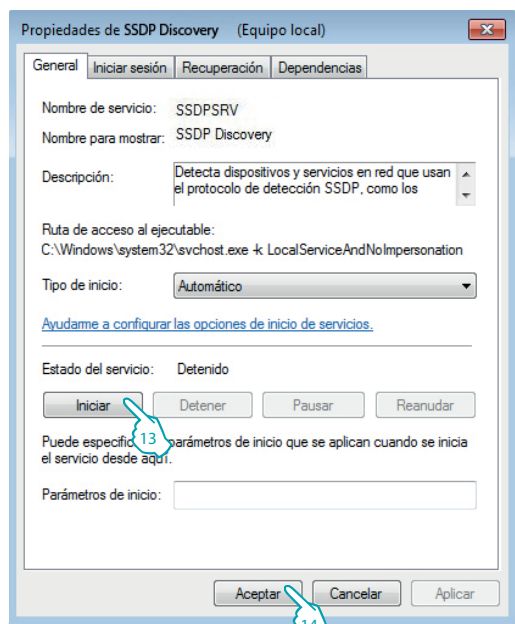 Propiedades de SSDP Discovery (Equipo local)
General Iniciar sesión Recuperación Dependencias
Nombre de servicio: SSDPSRV
Nombre para mostrar: SSDP Discovery
Descripción: Detecta dispositivos y servicios en red que usan
el protocolo de detección SSDP, como los
Ruta de acceso al ejecutable:
C:\Windows\system32\svchost.exe -k LocalServiceAndNoImpersonation
Tipo de inicio: Automático
Ayudarme a configurar las opciones de inicio de servicios.
Estado del servicio: Detenido
Iniciar Detener Pausar Reanudar
13
Puede especific parámetros de inicio que se aplican cuando se inicia
el servicio desde aquí.
Parámetros de inicio:
Aceptar Cancelar Aplicar
14